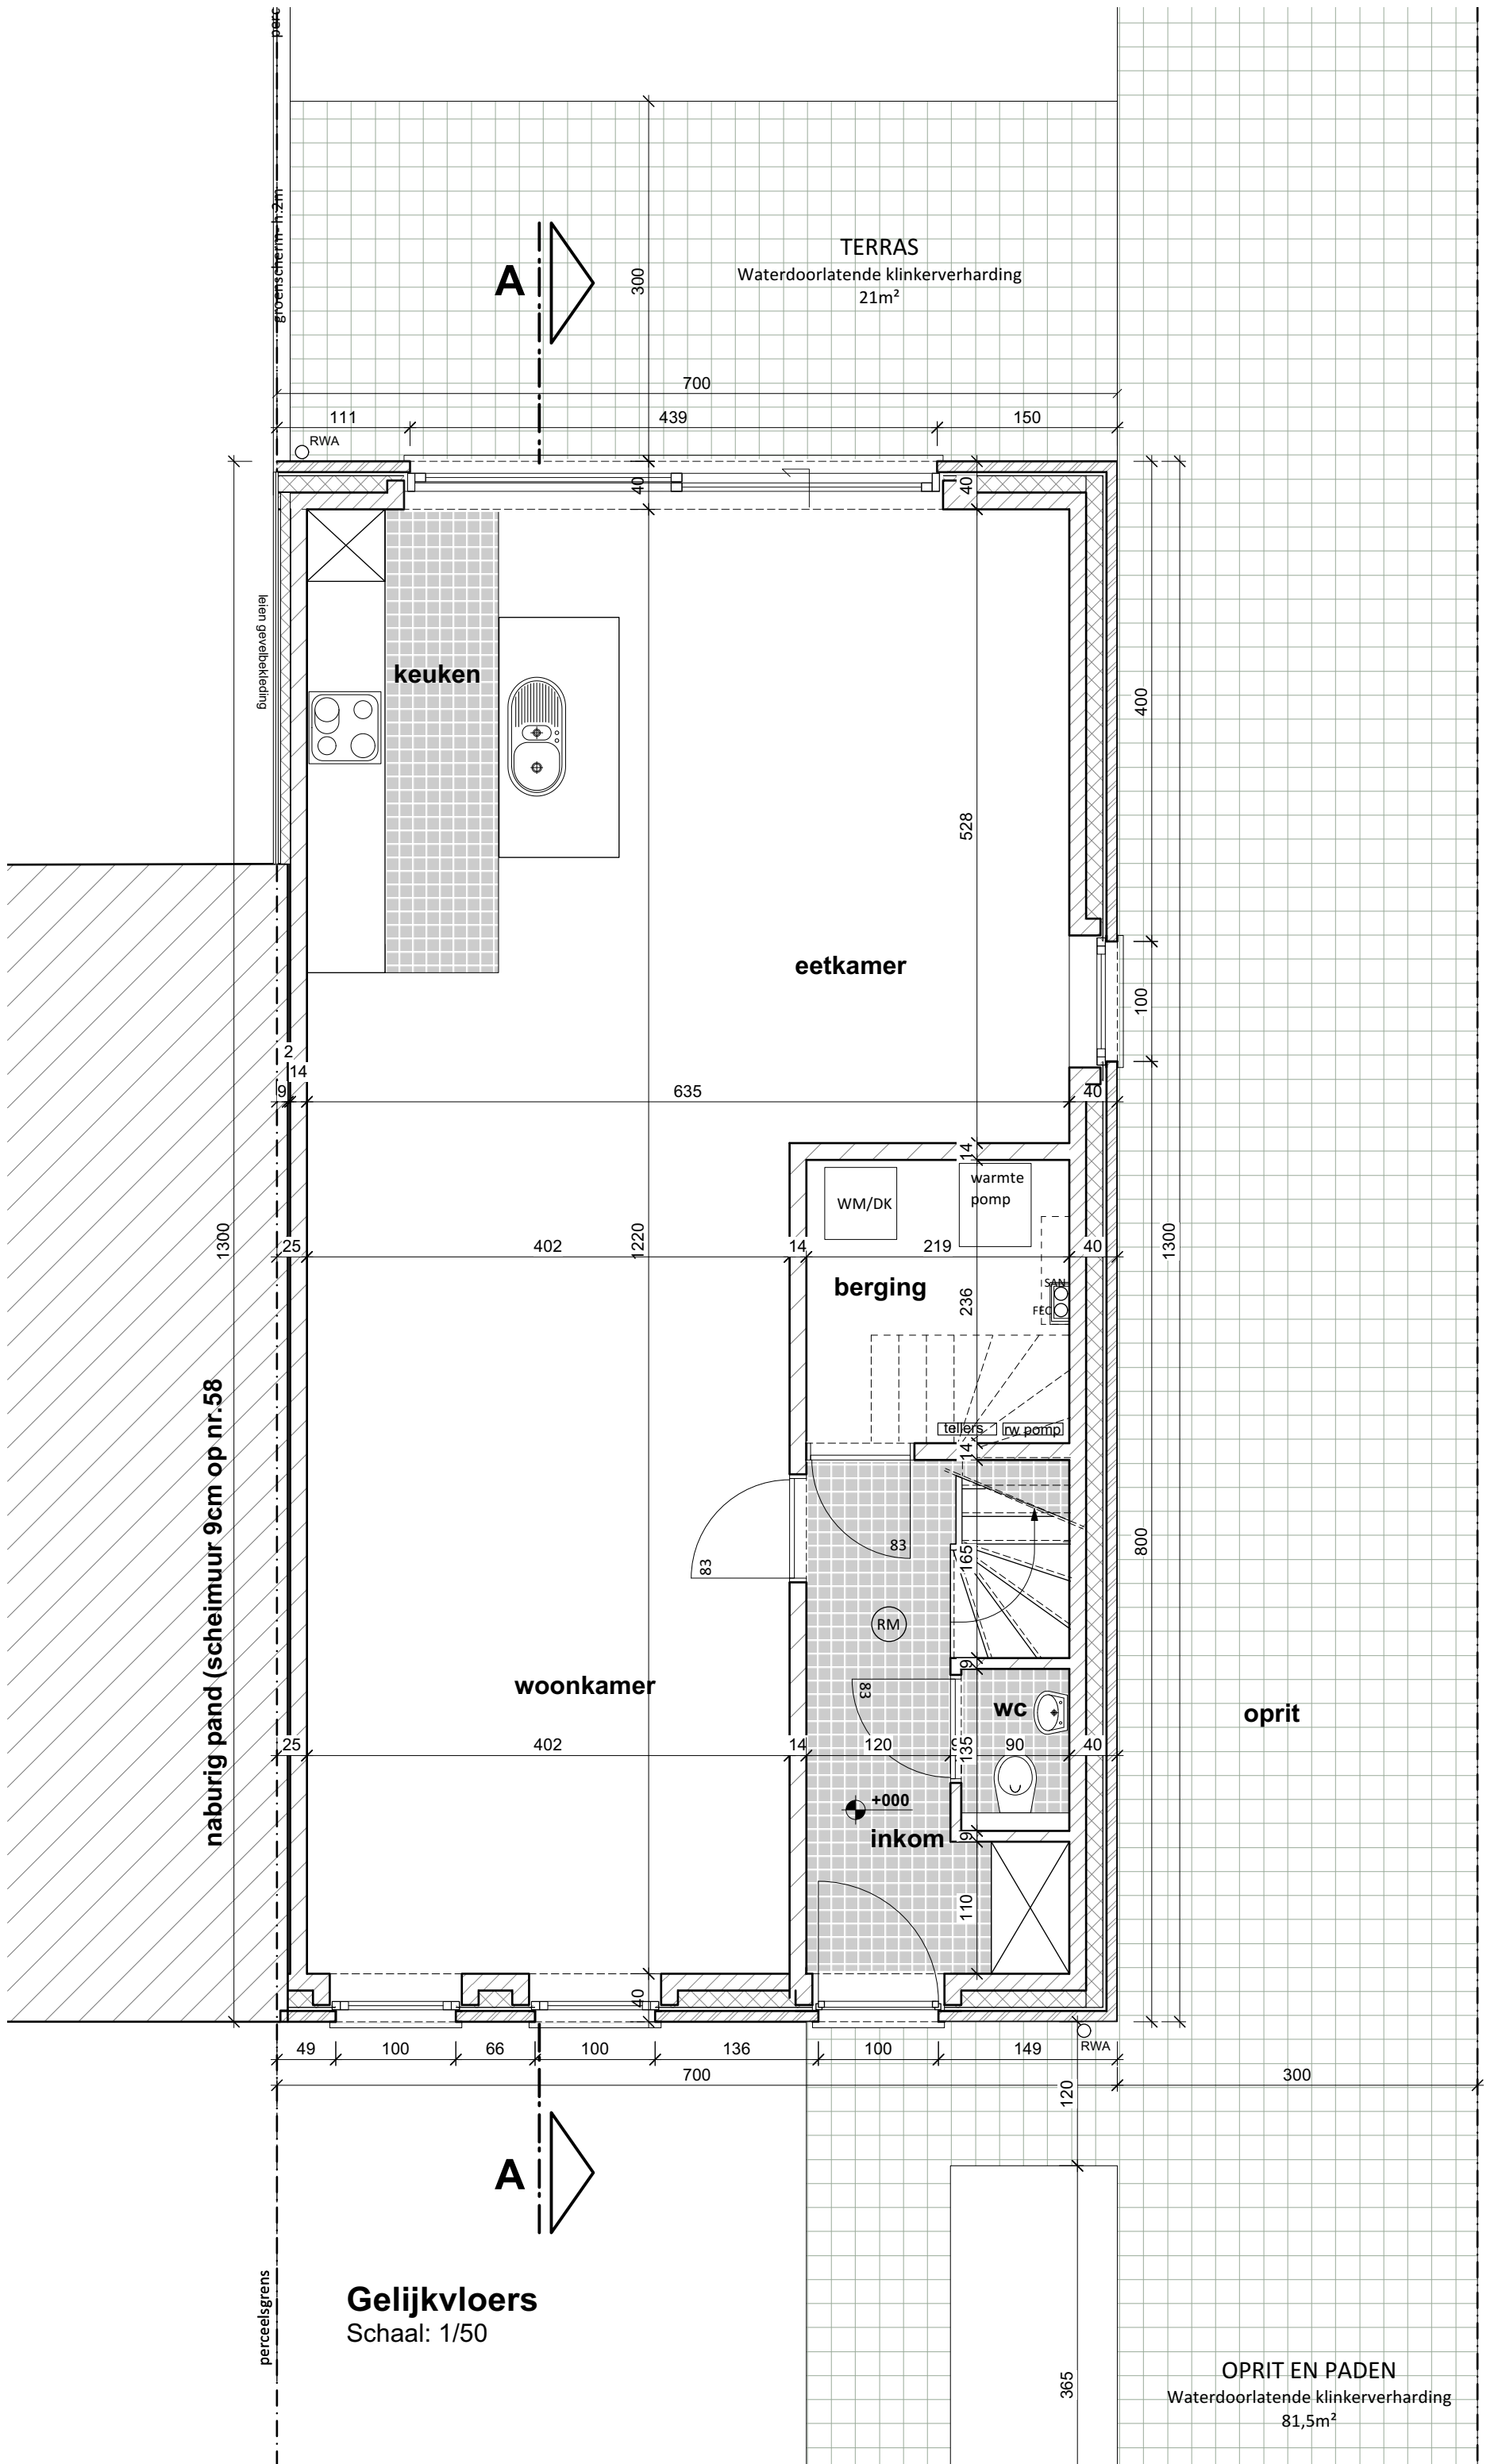 perc
groenscherm- h:2m
TERRAS
Waterdoorlatende klinkerverharding
21m²
A
300
700
111
439
150
RWA
40
40
leien gevelbekleding
keuken
400
528
eetkamer
100
2
14
9
635
40
14
warmte
pomp
WM/DK
1300
25
402
1220
14
219
40
1300
berging
SAN
FEC
236
naburig pand (scheimuur 9cm op nr.58
tellers
rw pomp
14
83
83
165
800
RM
9
83
woonkamer
wc
oprit
25
402
14
120
9
135
90
40
+000
inkom
9
110
40
49
100
66
100
136
100
149
RWA
700
300
120
A
perceelsgrens
Gelijkvloers
Schaal: 1/50
365
OPRIT EN PADEN
Waterdoorlatende klinkerverharding
81,5m²